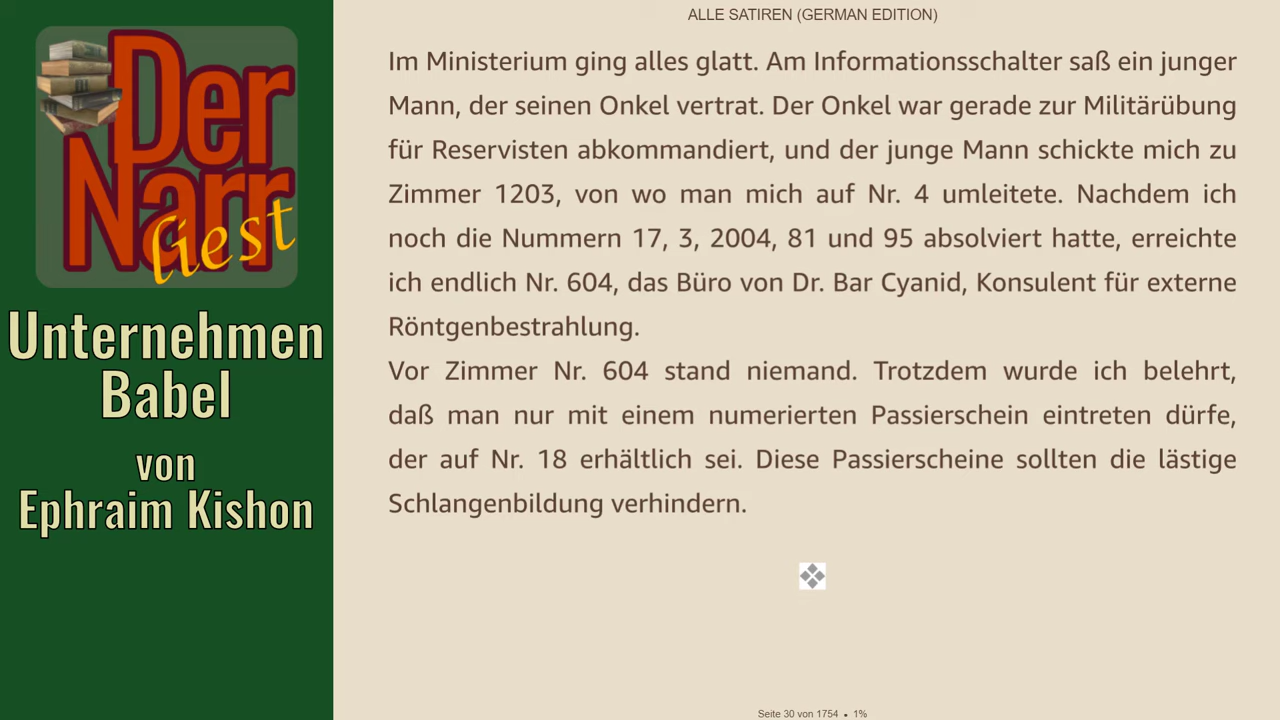 Der
Narr
liest
Unternehmen
Babel
von
Ephraim Kishon
ALLE SATIREN (GERMAN EDITION)
Im Ministerium ging alles glatt. Am Informationsschalter saß ein junger
Mann, der seinen Onkel vertrat. Der Onkel war gerade zur Militärübung
für Reservisten abkommandiert, und der junge Mann schickte mich zu
Zimmer 1203, von wo man mich auf Nr. 4 umleitete. Nachdem ich
noch die Nummern 17, 3, 2004, 81 und 95 absolviert hatte, erreichte
ich endlich Nr. 604, das Büro von Dr. Bar Cyanid, Konsulent für externe
Röntgenbestrahlung.
Vor Zimmer Nr. 604 stand niemand. Trotzdem wurde ich belehrt,
daß man nur mit einem numerierten Passierschein eintreten dürfe,
der auf Nr. 18 erhältlich sei. Diese Passierscheine sollten die lästige
Schlangenbildung verhindern.
Seite 30 von 1754 • 1%